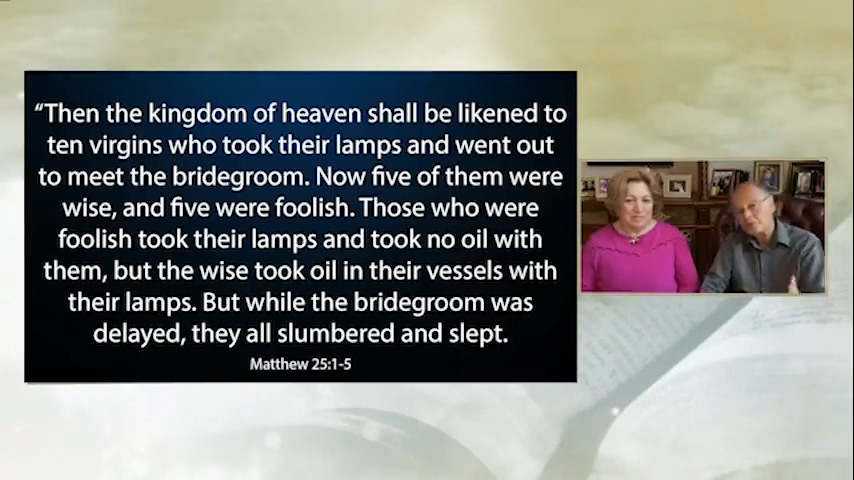 “Then the kingdom of heaven shall be likened to
ten virgins who took their lamps and went out
to meet the bridegroom. Now five of them were
wise, and five were foolish. Those who were
foolish took their lamps and took no oil with
them, but the wise took oil in their vessels with
their lamps. But while the bridegroom was
delayed, they all slumbered and slept.
Matthew 25:1-5